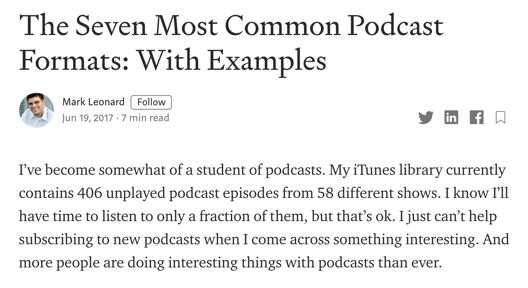 The Seven Most Common Podcast
Formats: With Examples
Mark Leonard Follow
Jun 19, 2017 · 7 min read
I’ve become somewhat of a student of podcasts. My iTunes library currently
contains 406 unplayed podcast episodes from 58 different shows. I know I’ll
have time to listen to only a fraction of them, but that’s ok. I just can’t help
subscribing to new podcasts when I come across something interesting. And
more people are doing interesting things with podcasts than ever.